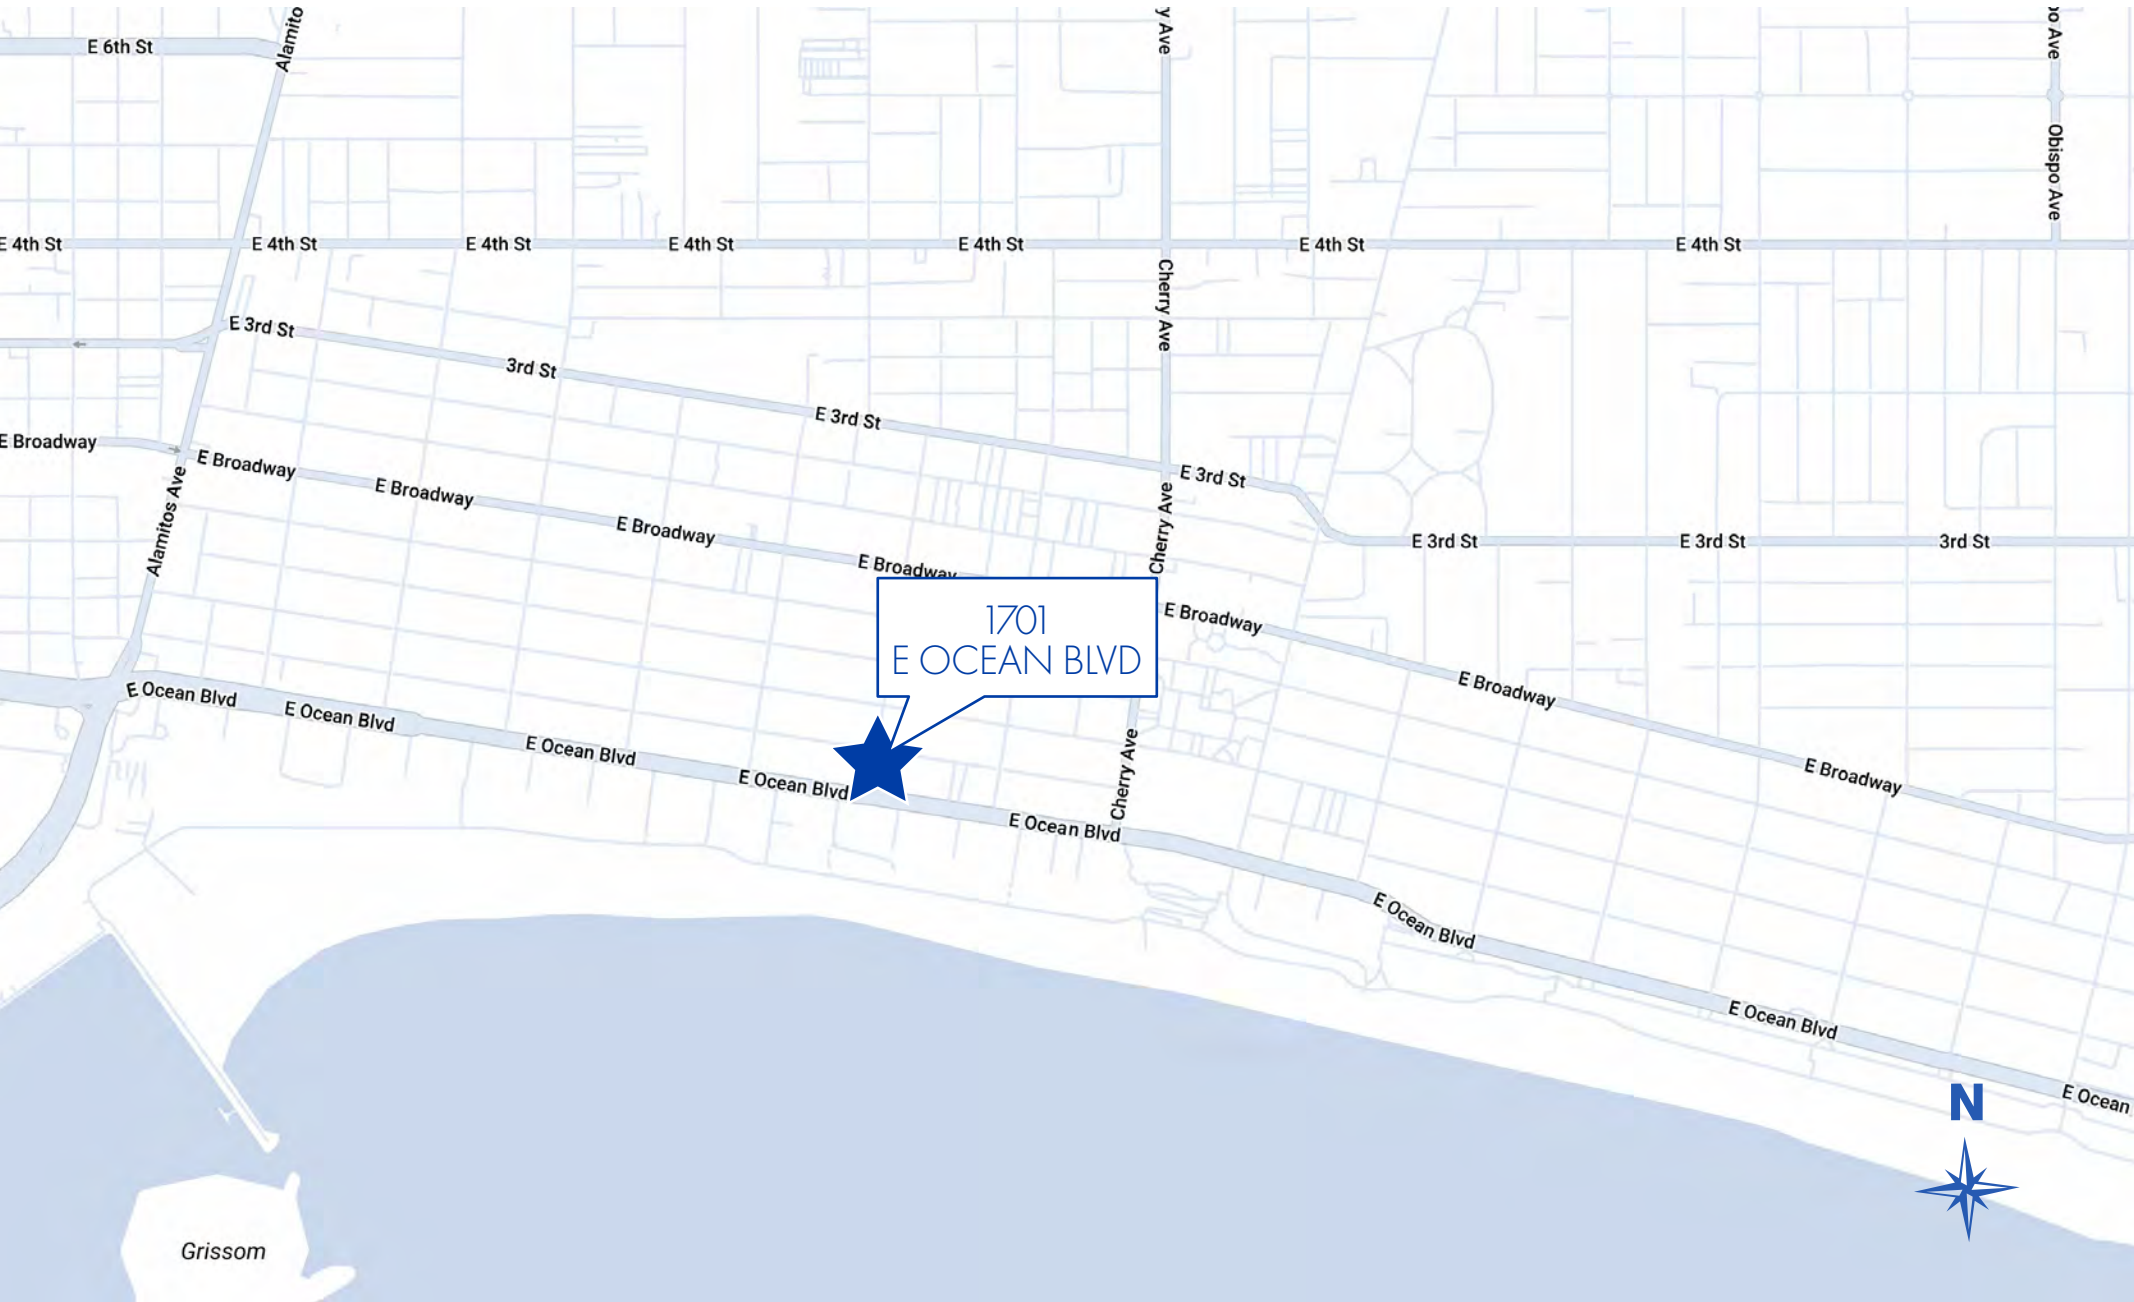 E 6th St
Alamito
y Ave
oo Ave
Obispo Ave
E 4th St
E 4th St
E 4th St
E 4th St
E 4th St
E 4th St
E 4th St
Cherry Ave
E 3rd St
3rd St
E 3rd St
E 3rd St
E 3rd St
E 3rd St
3rd St
E Broadway
E Broadway
E Broadway
E Broadway
E Broadway
Alamitos Ave
Cherry Ave
1701
E OCEAN BLVD
E Broadway
E Broadway
E Broadway
E Ocean Blvd
E Ocean Blvd
E Ocean Blvd
E Ocean Blvd
Cherry Ave
E Ocean Blvd
E Ocean Blvd
E Ocean Blvd
E Ocean
N
Grissom